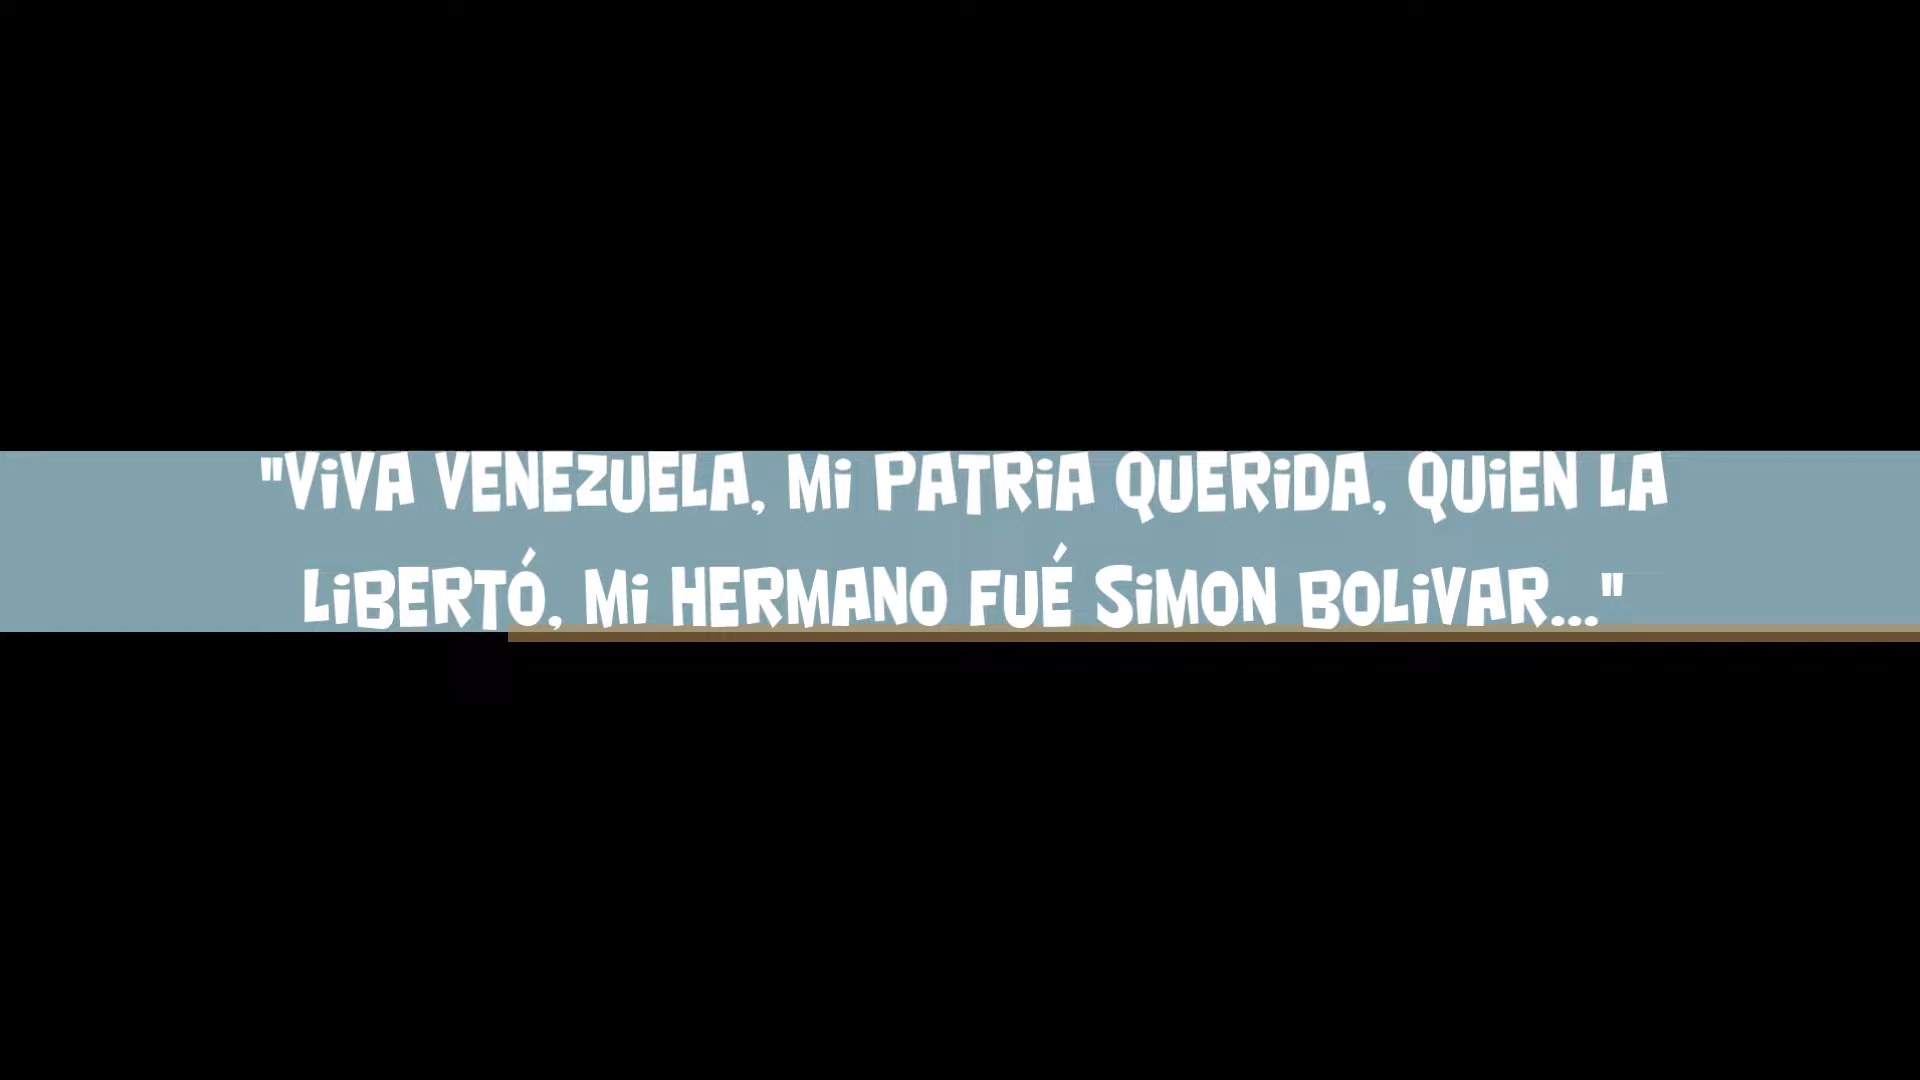 "VIVA VENEZUELA, MI PATRIA QUERIDA, QUIEN LA
LIBERTÓ, MI HERMANO FUÉ SIMON BOLIVAR..."